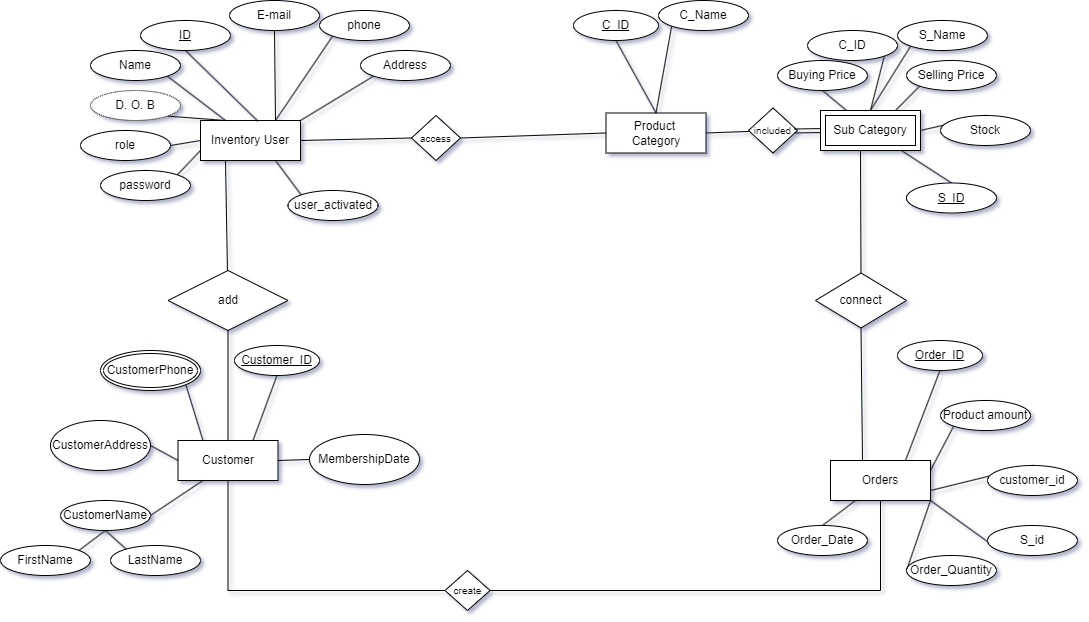 E-mail
C_Name
phone
C_ID
ID
S_Name
C_ID
Name
Address
Buying Price
Selling Price
D. O. B
Product
Category
included
Sub Category
Stock
Inventory User
access
role
password
user_activated
S_ID
add
connect
Customer_ID
Order_ID
CustomerPhone
Product amount
CustomerAddress
Customer
MembershipDate
Orders
customer_id
CustomerName
Order_Date
S_id
FirstName
LastName
Order_Quantity
create